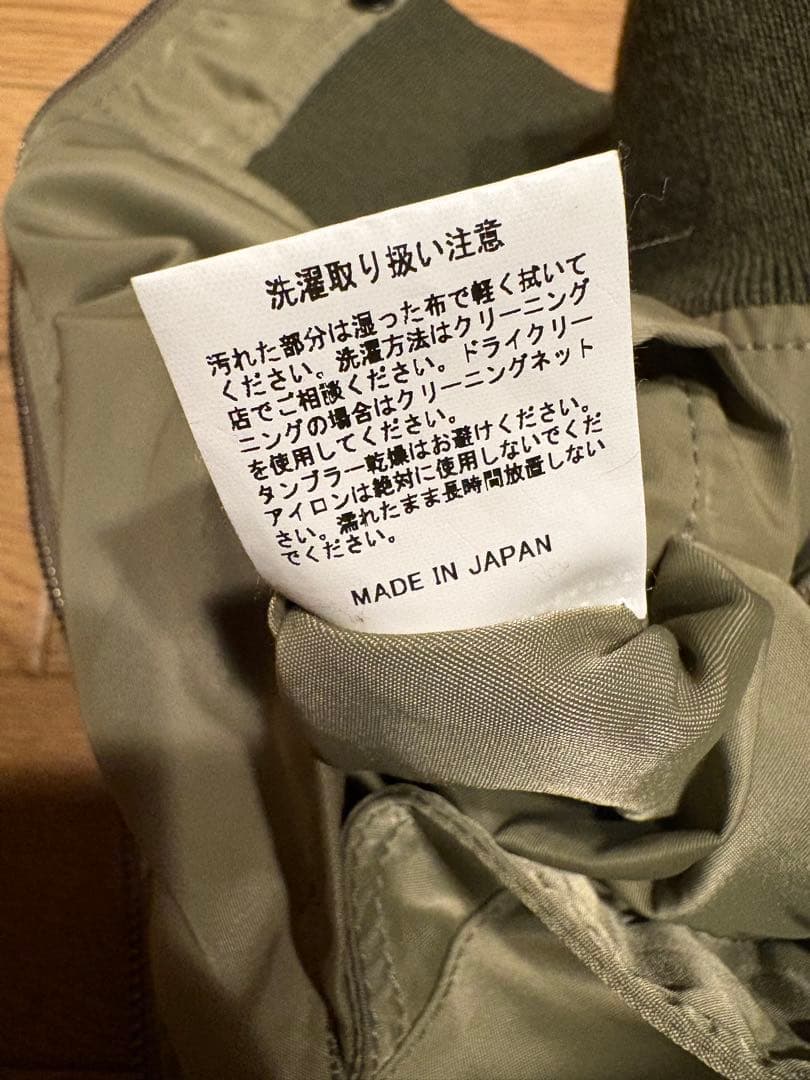 洗濯取り扱い注意
汚れた部分は湿った布で軽く拭いて
ください。洗濯方法はクリーニング
店でご相談ください。ドライクリー
ニングの場合はクリーニングネット
を使用してください。
タンブラー乾燥はお避けください。
アイロンは絶対に使用しないでくだ
さい。濡れたまま長時間放置しない
でください。
MADE IN JAPAN